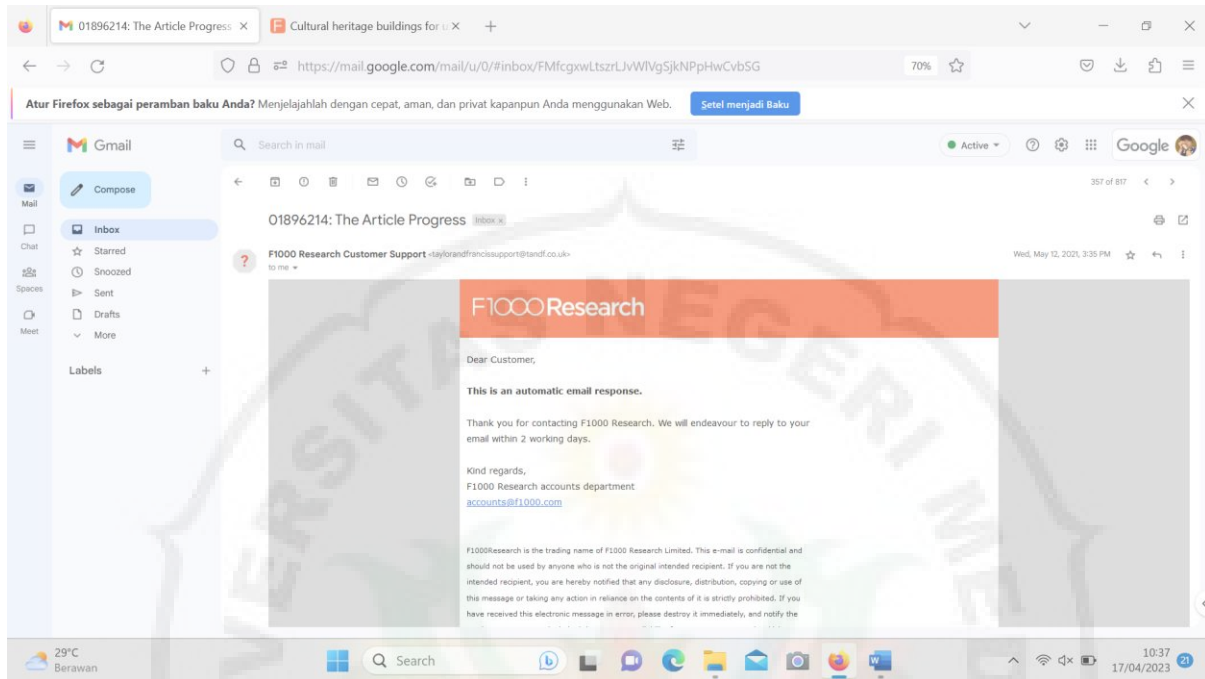 01896214: The Article Progress
Cultural heritage buildings for u
https://mail.google.com/mail/u/0/#inbox/FMfcgxwLtszrLJvWlVgSjkNPpHwCvbSG
70%
Atur Firefox sebagai peramban baku Anda? Menjelajahlah dengan cepat, aman, dan privat kapanpun Anda menggunakan Web.
Setel menjadi Baku
Gmail
Search in mail
Active
Google
Mail
Compose
357 of 817
Chat
Inbox
01896214: The Article Progress
Inbox x
Starred
Spaces
Snoozed
F1000 Research Customer Support <taylorandfrancissupport@tandf.co.uk>
Wed, May 12, 2021, 3:35 PM
to me
Sent
Meet
Drafts
More
Labels
F1000Research
Dear Customer,
This is an automatic email response.
Thank you for contacting F1000 Research. We will endeavour to reply to your
email within 2 working days.
Kind regards,
F1000 Research accounts department
accounts@f1000.com
F1000Research is the trading name of F1000 Research Limited. This e-mail is confidential and
should not be used by anyone who is not the original intended recipient. If you are not the
intended recipient, you are hereby notified that any disclosure, distribution, copying or use of
this message or taking any action in reliance on the contents of it is strictly prohibited. If you
have received this electronic message in error, please destroy it immediately, and notify the
VERSITAS NEGERI ME
29°C
Berawan
Search
10:37
17/04/2023
21